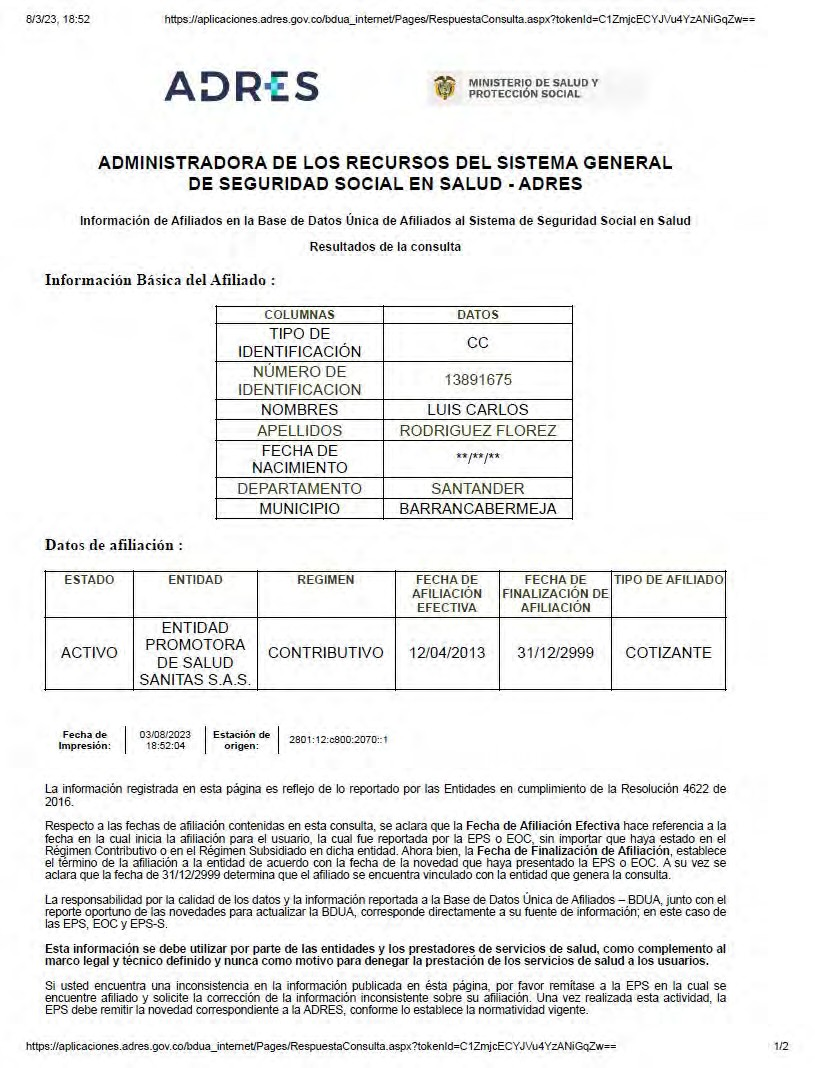 8/3/23, 18:52 https://aplicaciones.adres.gov.co/bdua_internet/Pages/RespuestaConsulta.aspx?tokenId=C1ZmjcECYJVu4YzANiGqZw==
ADRES
MINISTERIO DE SALUD Y
PROTECCIÓN SOCIAL
ADMINISTRADORA DE LOS RECURSOS DEL SISTEMA GENERAL
DE SEGURIDAD SOCIAL EN SALUD - ADRES
Información de Afiliados en la Base de Datos Única de Afiliados al Sistema de Seguridad Social en Salud
Resultados de la consulta
Información Básica del Afiliado :
COLUMNAS DATOS
TIPO DE
IDENTIFICACIÓN CC
NÚMERO DE
IDENTIFICACION 13891675
NOMBRES LUIS CARLOS
APELLIDOS RODRIGUEZ FLOREZ
FECHA DE
NACIMIENTO **/**/**
DEPARTAMENTO SANTANDER
MUNICIPIO BARRANCABERMEJA
Datos de afiliación :
ESTADO ENTIDAD REGIMEN FECHA DE AFILIACIÓN EFECTIVA FECHA DE FINALIZACIÓN DE AFILIACIÓN TIPO DE AFILIADO
ACTIVO ENTIDAD PROMOTORA DE SALUD SANITAS S.A.S. CONTRIBUTIVO 12/04/2013 31/12/2999 COTIZANTE
Fecha de Impresión: 03/08/2023 18:52:04 Estación de origen: 2801:12:c800:2070::1
La información registrada en esta página es reflejo de lo reportado por las Entidades en cumplimiento de la Resolución 4622 de
2016.
Respecto a las fechas de afiliación contenidas en esta consulta, se aclara que la Fecha de Afiliación Efectiva hace referencia a la
fecha en la cual inicia la afiliación para el usuario, la cual fue reportada por la EPS o EOC, sin importar que haya estado en el
Régimen Contributivo o en el Régimen Subsidiado en dicha entidad. Ahora bien, la Fecha de Finalización de Afiliación, establece
el término de la afiliación a la entidad de acuerdo con la fecha de la novedad que haya presentado la EPS o EOC. A su vez se
aclara que la fecha de 31/12/2999 determina que el afiliado se encuentra vinculado con la entidad que genera la consulta.
La responsabilidad por la calidad de los datos y la información reportada a la Base de Datos Única de Afiliados – BDUA, junto con el
reporte oportuno de las novedades para actualizar la BDUA, corresponde directamente a su fuente de información; en este caso de
las EPS, EOC y EPS-S.
Esta información se debe utilizar por parte de las entidades y los prestadores de servicios de salud, como complemento al
marco legal y técnico definido y nunca como motivo para denegar la prestación de los servicios de salud a los usuarios.
Si usted encuentra una inconsistencia en la información publicada en ésta página, por favor remítase a la EPS en la cual se
encuentre afiliado y solicite la corrección de la información inconsistente sobre su afiliación. Una vez realizada esta actividad, la
EPS debe remitir la novedad correspondiente a la ADRES, conforme lo establece la normatividad vigente.
https://aplicaciones.adres.gov.co/bdua_internet/Pages/RespuestaConsulta.aspx?tokenId=C1ZmjcECYJVu4YzANiGqZw== 1/2